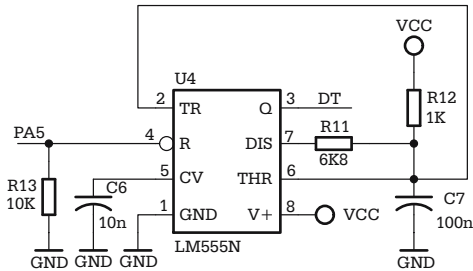 VCC
U4
2 TR Q 3 DT
R12
1K
PA5 4 R DIS 7 R11
6K8
5 CV THR 6
R13
10K
C6
10n
C7
100n
1 GND V+ 8 VCC
GND GND GND LM555N GND